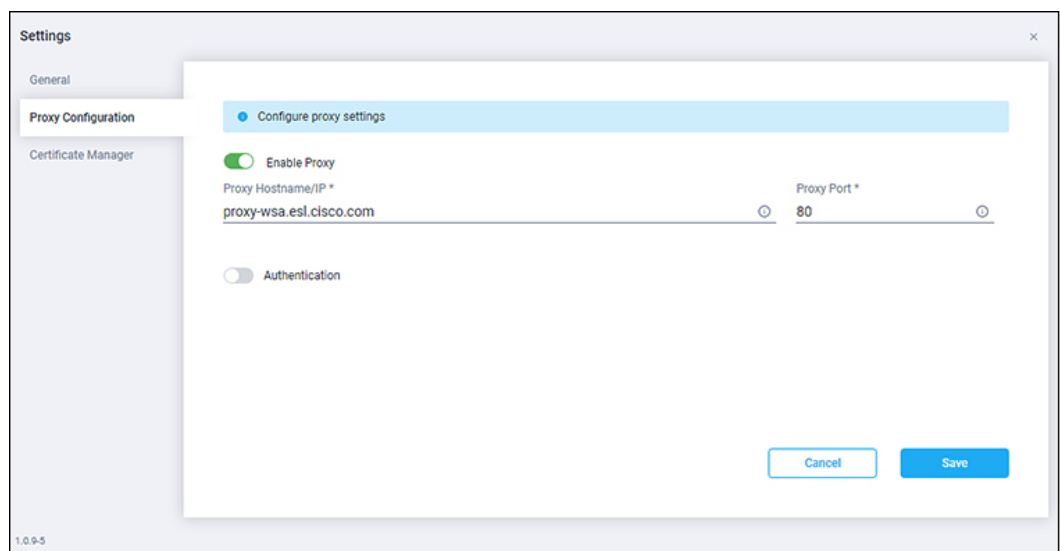 Settings
×
General
Proxy Configuration
Configure proxy settings
Certificate Manager
Enable Proxy
Proxy Hostname/IP *
Proxy Port *
proxy-wsa.esl.cisco.com
80
Authentication
Cancel
Save
1.0.9-5